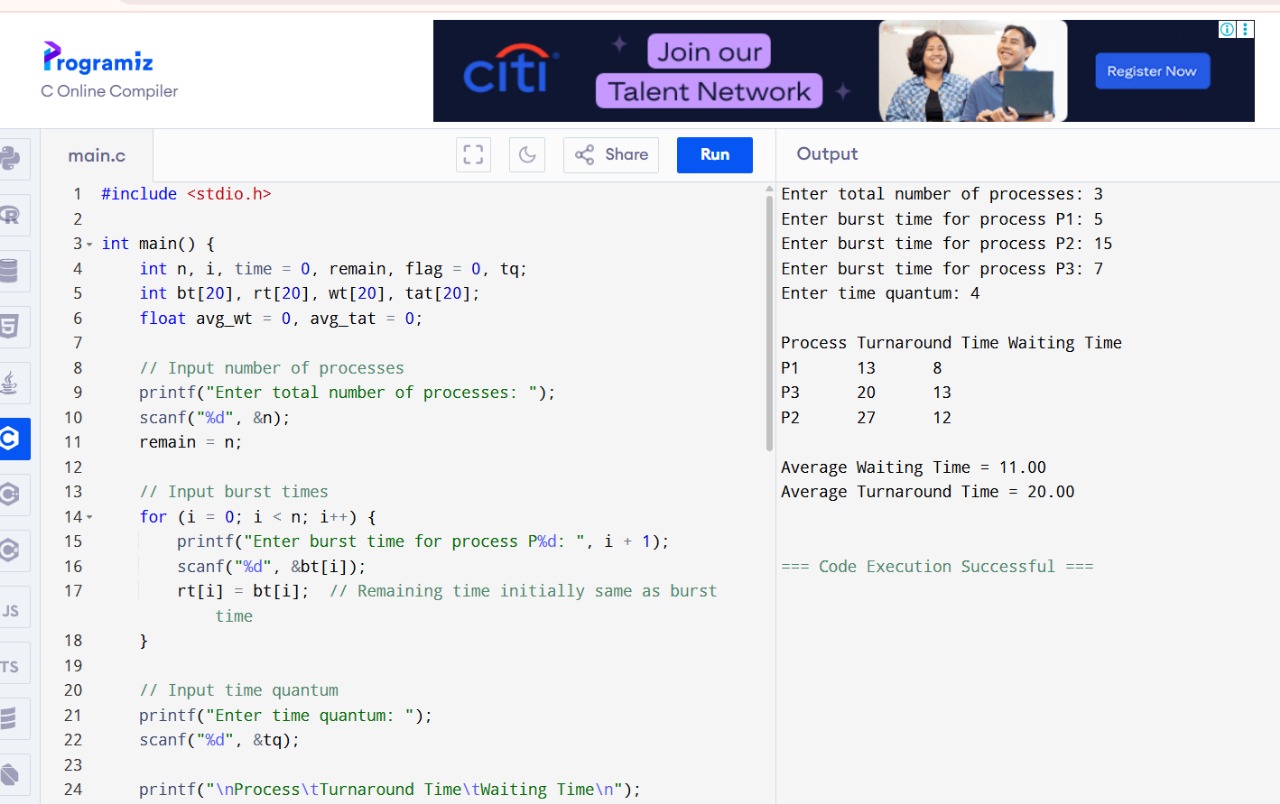 Programiz
C Online Compiler
citi
Join our
Talent Network
Register Now
main.c
Share
Run
Output
1 #include <stdio.h>
2
3 int main() {
4 int n, i, time = 0, remain, flag = 0, tq;
5 int bt[20], rt[20], wt[20], tat[20];
6 float avg_wt = 0, avg_tat = 0;
7
8 // Input number of processes
9 printf("Enter total number of processes: ");
10 scanf("%d", &n);
11 remain = n;
12
13 // Input burst times
14 for (i = 0; i < n; i++) {
15 printf("Enter burst time for process P%d: ", i + 1);
16 scanf("%d", &bt[i]);
17 rt[i] = bt[i]; // Remaining time initially same as burst
time
18 }
19
20 // Input time quantum
21 printf("Enter time quantum: ");
22 scanf("%d", &tq);
23
24 printf("\nProcess\tTurnaround Time\tWaiting Time\n");
Enter total number of processes: 3
Enter burst time for process P1: 5
Enter burst time for process P2: 15
Enter burst time for process P3: 7
Enter time quantum: 4
Process Turnaround Time Waiting Time
P1 13 8
P3 20 13
P2 27 12
Average Waiting Time = 11.00
Average Turnaround Time = 20.00
=== Code Execution Successful ===
R
5
C
C
C
JS
TS